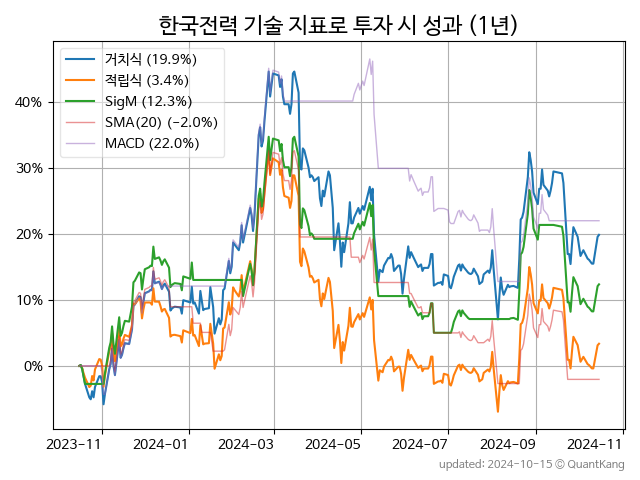 한국전력 기술 지표로 투자 시 성과 (1년)
거치식 (19.9%)
적립식 (3.4%)
SigM (12.3%)
SMA(20) (−2.0%)
MACD (22.0%)
40%
30%
20%
10%
0%
2023-11 2024-01 2024-03 2024-05 2024-07 2024-09 2024-11
updated: 2024-10-15 © QuantKang